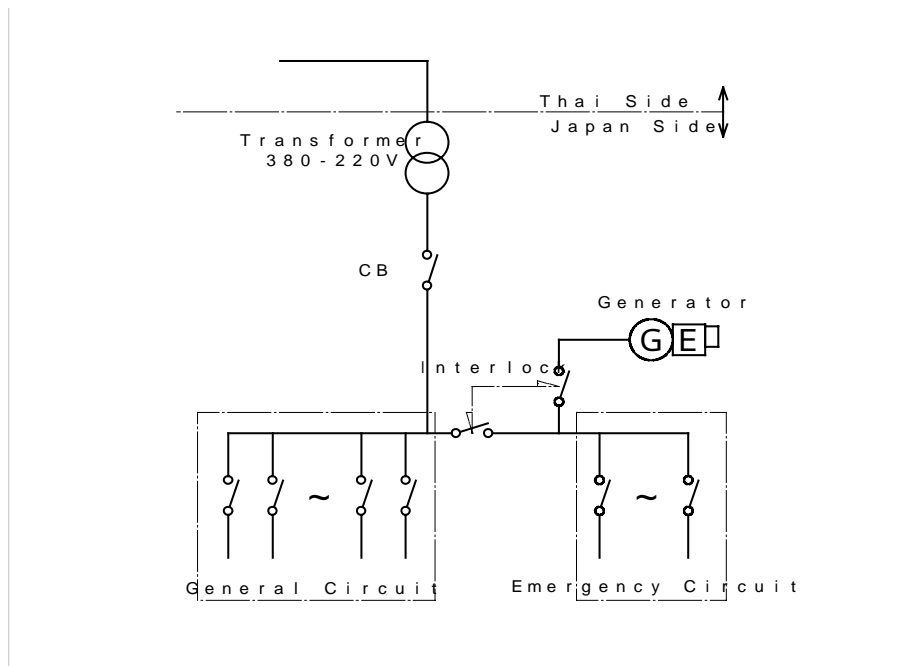 Thai Side
Japan Side
Transformer
380-220V
CB
Generator
G E
Interlock
~ ~
General Circuit
Emergency Circuit